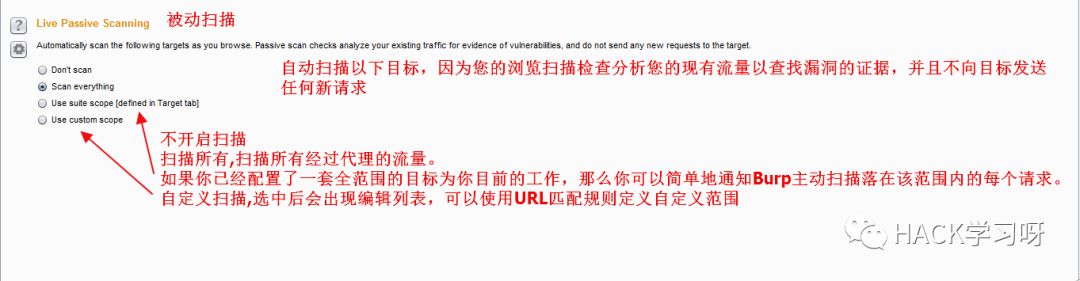 Live Passive Scanning 被动扫描
Automatically scan the following targets as you browse. Passive scan checks analyze your existing traffic for evidence of vulnerabilities, and do not send any new requests to the target.
Don't scan
Scan everything
Use suite scope [defined in Target tab]
Use custom scope
自动扫描以下目标，因为您的浏览扫描检查分析您的现有流量以查找漏洞的证据，并且不向目标发送
任何新请求
不开启扫描
扫描所有,扫描所有经过代理的流量。
如果你已经配置了一套全范围的目标为你目前的工作，那么你可以简单地通知Burp主动扫描落在该范围内的每个请求。
自定义扫描,选中后会出现编辑列表，可以使用URL匹配规则定义自定义范围
HACK学习呀